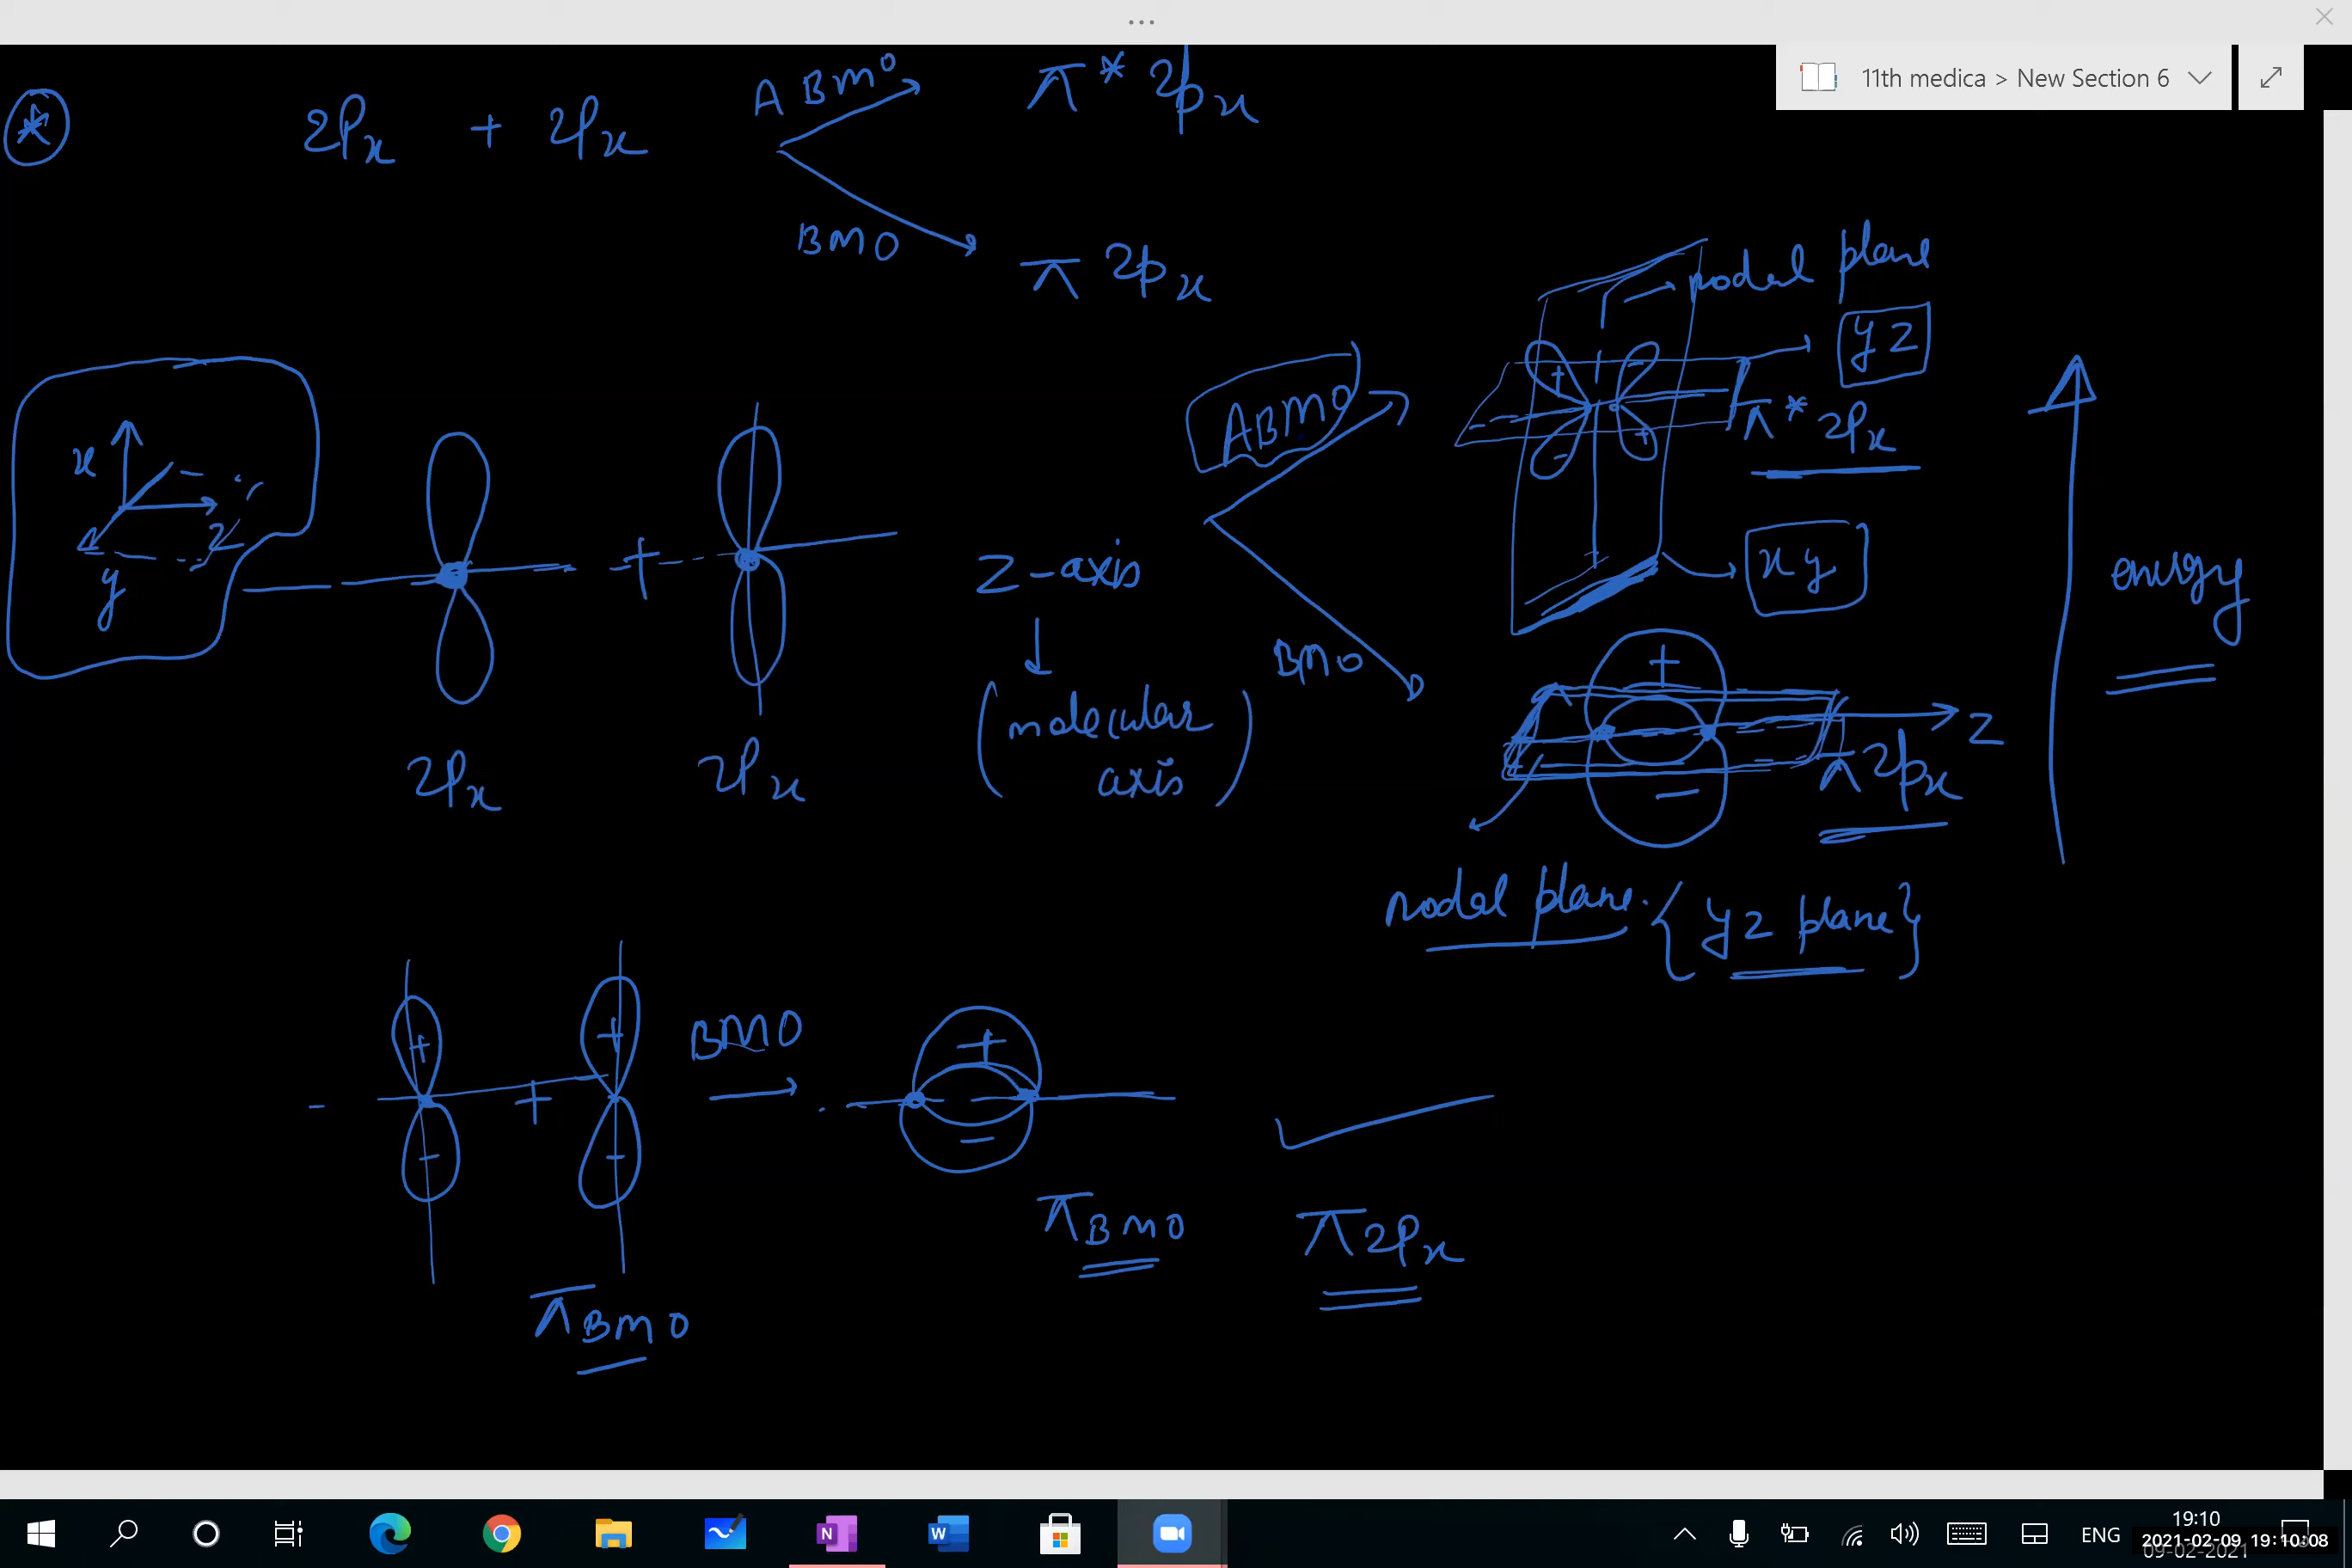 11th medica > New Section 6
* 2Px + 2Px ABMO π* 2px
BMO π 2px
nodal plane
yz
ABMO
π* 2Px
x
z
y
+
z-axis
xy
energy
(molecular axis)
BMO
+
z
-
π 2px
2Px 2Px
nodal plane. {yz plane}
+ + BMO +
- + - -
πBMO π2Px
πBMO
N W ENG 19:10
2021-02-09 19:10:08
09-02-2021